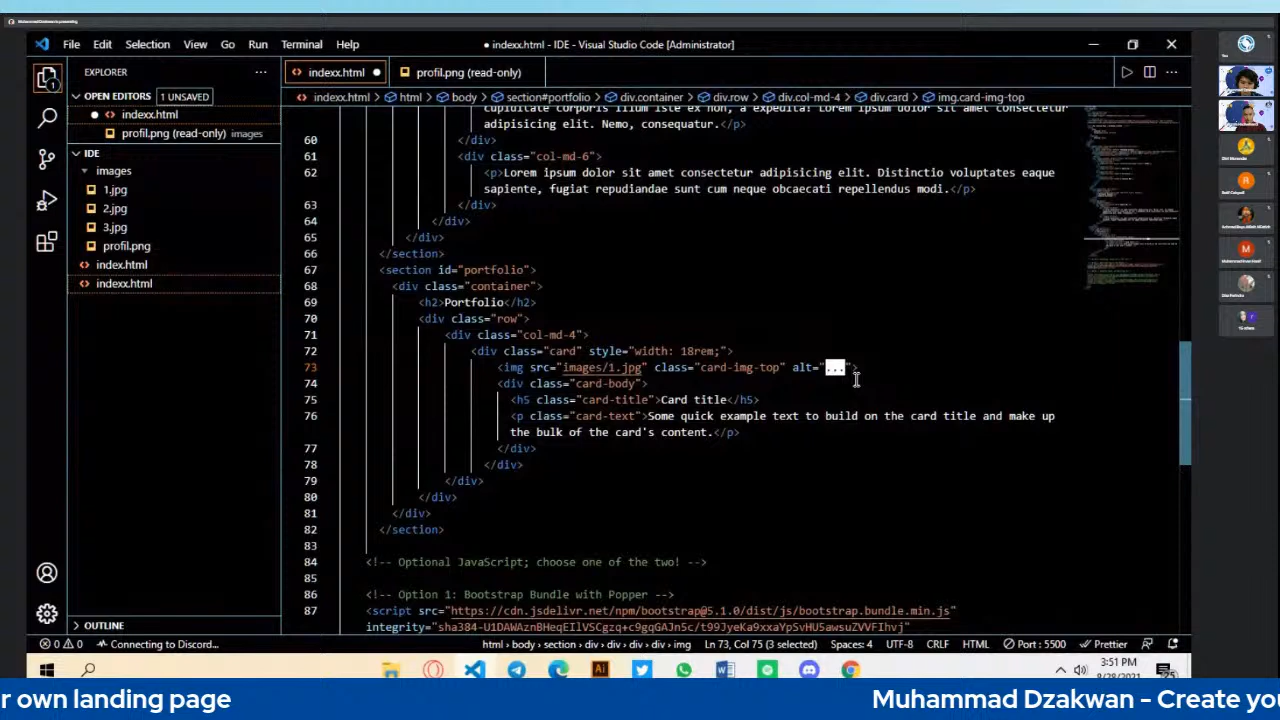 Muhammad Dzakwan is presenting
File Edit Selection View Go Run Terminal Help
● indexx.html - IDE - Visual Studio Code [Administrator]
EXPLORER
indexx.html
profil.png (read-only)
OPEN EDITORS 1 UNSAVED
indexx.html > html > body > section#portfolio > div.container > div.row > div.col-md-4 > div.card > img.card-img-top
indexx.html
profil.png (read-only) images
IDE
images
1.jpg
2.jpg
3.jpg
profil.png
index.html
indexx.html
OUTLINE
adipisicing elit. Nemo, consequatur.</p>
60 </div>
61 <div class="col-md-6">
62 ipsum dolor sit amet consectetur adipisicing elit. Distinctio voluptates eaque
sapiente, fugiat repudiandae sunt cum neque obcaecati repellendus modi.</p>
63 </div>
64 </div>
65 </div>
66 </section>
67 <section id="portfolio">
68 <div class="container">
69 <h2>Portfolio</h2>
70 <div class="row">
71 <div class="col-md-4">
72 <div class="card" style="width: 18rem;">
73 <img src="images/1.jpg" class="card-img-top" alt="...">
74 <div class="card-body">
75 <h5 class="card-title">Card title</h5>
76 <p class="card-text">Some quick example text to build on the card title and make up
the bulk of the card's content.</p>
77 </div>
78 </div>
79 </div>
80 </div>
81 </div>
82 </section>
83
84 <!-- Optional JavaScript; choose one of the two! -->
85
86 <!-- Option 1: Bootstrap Bundle with Popper -->
87 <script src="https://cdn.jsdelivr.net/npm/bootstrap@5.1.0/dist/js/bootstrap.bundle.min.js"
0 0 Connecting to Discord...
html > body > section > div > div > div > div > img Ln 73, Col 75 (3 selected) Spaces: 4 UTF-8 CRLF HTML Port : 5500 Prettier
3:51 PM
r own landing page
Muhammad Dzakwan - Create you